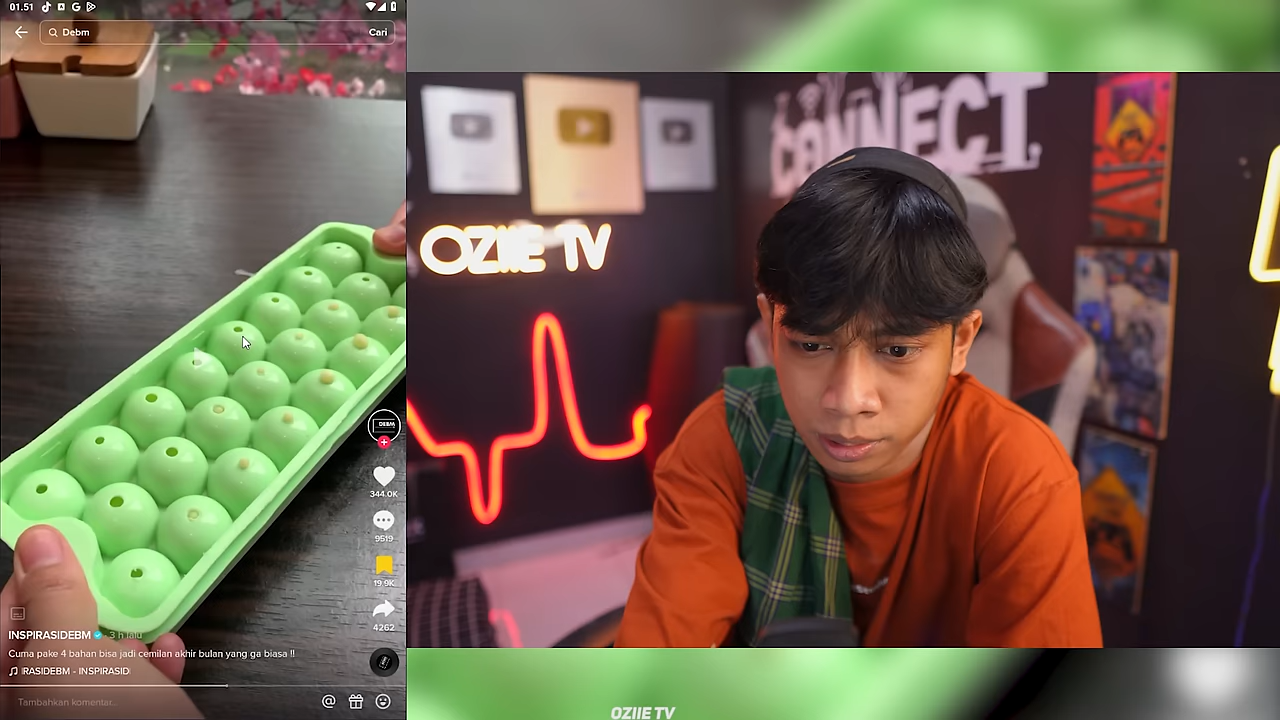 01.51
Debm
Cari
DEBM
344.0K
9519
19.9K
4262
INSPIRASIDEBM · 3 h lalu
Cuma pake 4 bahan bisa jadi cemilan akhir bulan yang ga biasa !!
IRASIDEBM - INSPIRASID
Tambahkan komentar...
CONNECT
OZIIE TV
OZIIE TV